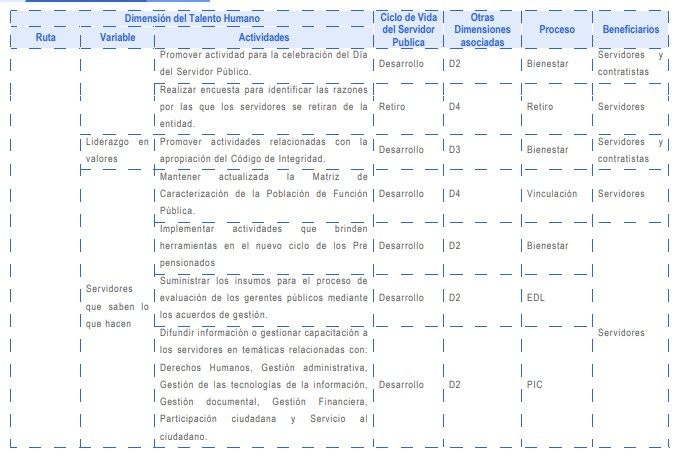 Dimensión del Talento Humano
Ciclo de Vida
del Servidor
Publica
Otras
Dimensiones
asociadas
Proceso
Beneficiarios
Ruta
Variable
Actividades
Promover actividad para la celebración del Día
del Servidor Público.
Desarrollo
D2
Bienestar
Servidores y
contratistas
Realizar encuesta para identificar las razones
por las que los servidores se retiran de la
entidad.
Retiro
D4
Retiro
Servidores
Liderazgo en
valores
Promover actividades relacionadas con la
apropiación del Código de Integridad.
Desarrollo
D3
Bienestar
Servidores y
contratistas
Servidores
que saben lo
que hacen
Mantener actualizada la Matriz de
Caracterización de la Población de Función
Pública.
Desarrollo
D4
Vinculación
Servidores
Implementar actividades que brinden
herramientas en el nuevo ciclo de los Pre
pensionados
Desarrollo
D2
Bienestar
Servidores
Suministrar los insumos para el proceso de
evaluación de los gerentes públicos mediante
los acuerdos de gestión.
Desarrollo
D2
EDL
Difundir información o gestionar capacitación a
los servidores en temáticas relacionadas con:
Derechos Humanos, Gestión administrativa,
Gestión de las tecnologías de la información,
Gestión documental, Gestión Financiera,
Participación ciudadana y Servicio al
ciudadano.
Desarrollo
D2
PIC